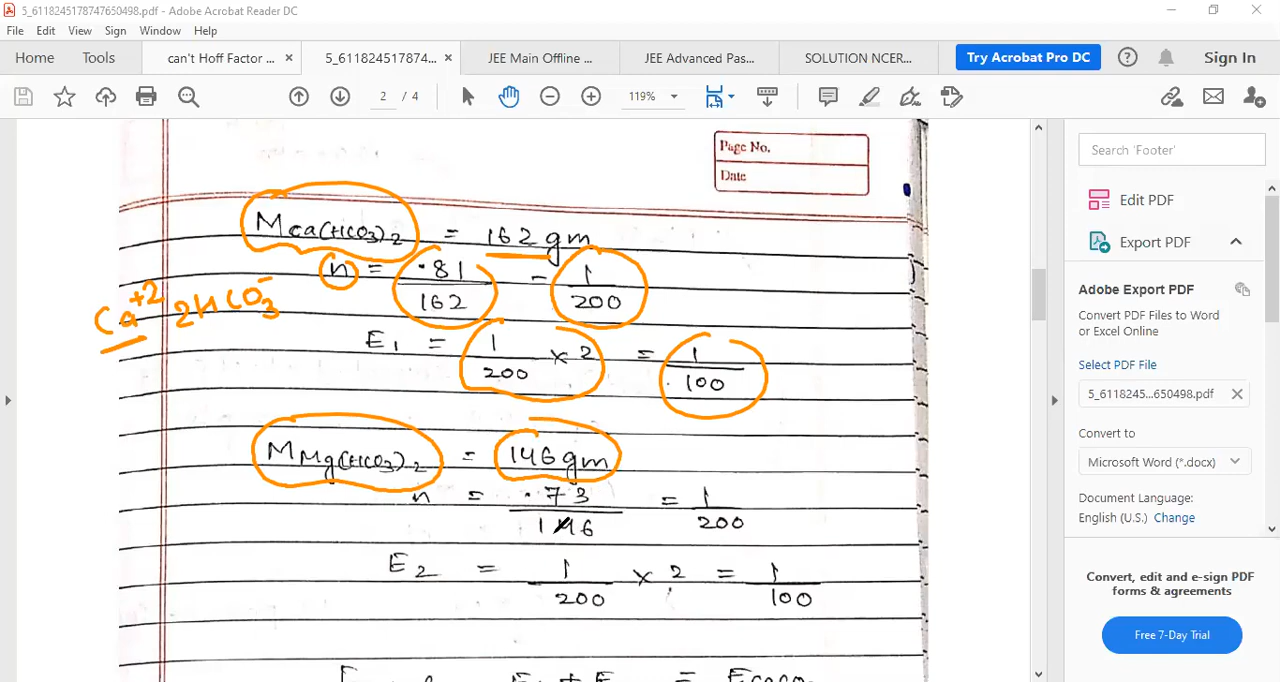 5_6118245178747650498.pdf - Adobe Acrobat Reader DC
File Edit View Sign Window Help
Home Tools can't Hoff Factor ... × 5_611824517874... × JEE Main Offline ... JEE Advanced Pas... SOLUTION NCER... Try Acrobat Pro DC Sign In
2 / 4 119%
Page No.
Date
Search 'Footer'
Edit PDF
Export PDF
Adobe Export PDF
Convert PDF Files to Word
or Excel Online
Select PDF File
5_6118245...650498.pdf ×
Convert to
Microsoft Word (*.docx)
Document Language:
English (U.S.) Change
Convert, edit and e-sign PDF
forms & agreements
Free 7-Day Trial
M Ca(HCO3)2 = 162 gm
n = .81/162 = 1/200
Ca+2 2HCO3-
E1 = 1/200 × 2 = 1/100
M Mg(HCO3)2 = 146 gm
n = .73/146 = 1/200
E2 = 1/200 × 2 = 1/100